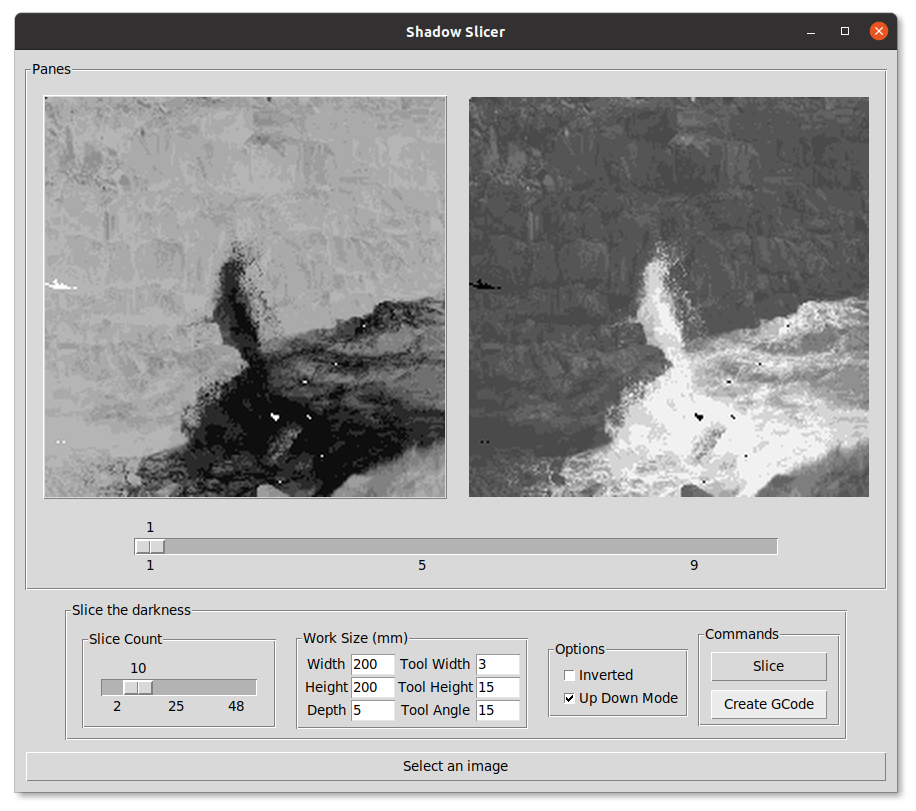 Shadow Slicer
Panes
1
1 5 9
Slice the darkness
Slice Count
10
2 25 48
Work Size (mm)
Width 200 Tool Width 3
Height 200 Tool Height 15
Depth 5 Tool Angle 15
Options
Inverted
Up Down Mode
Commands
Slice
Create GCode
Select an image